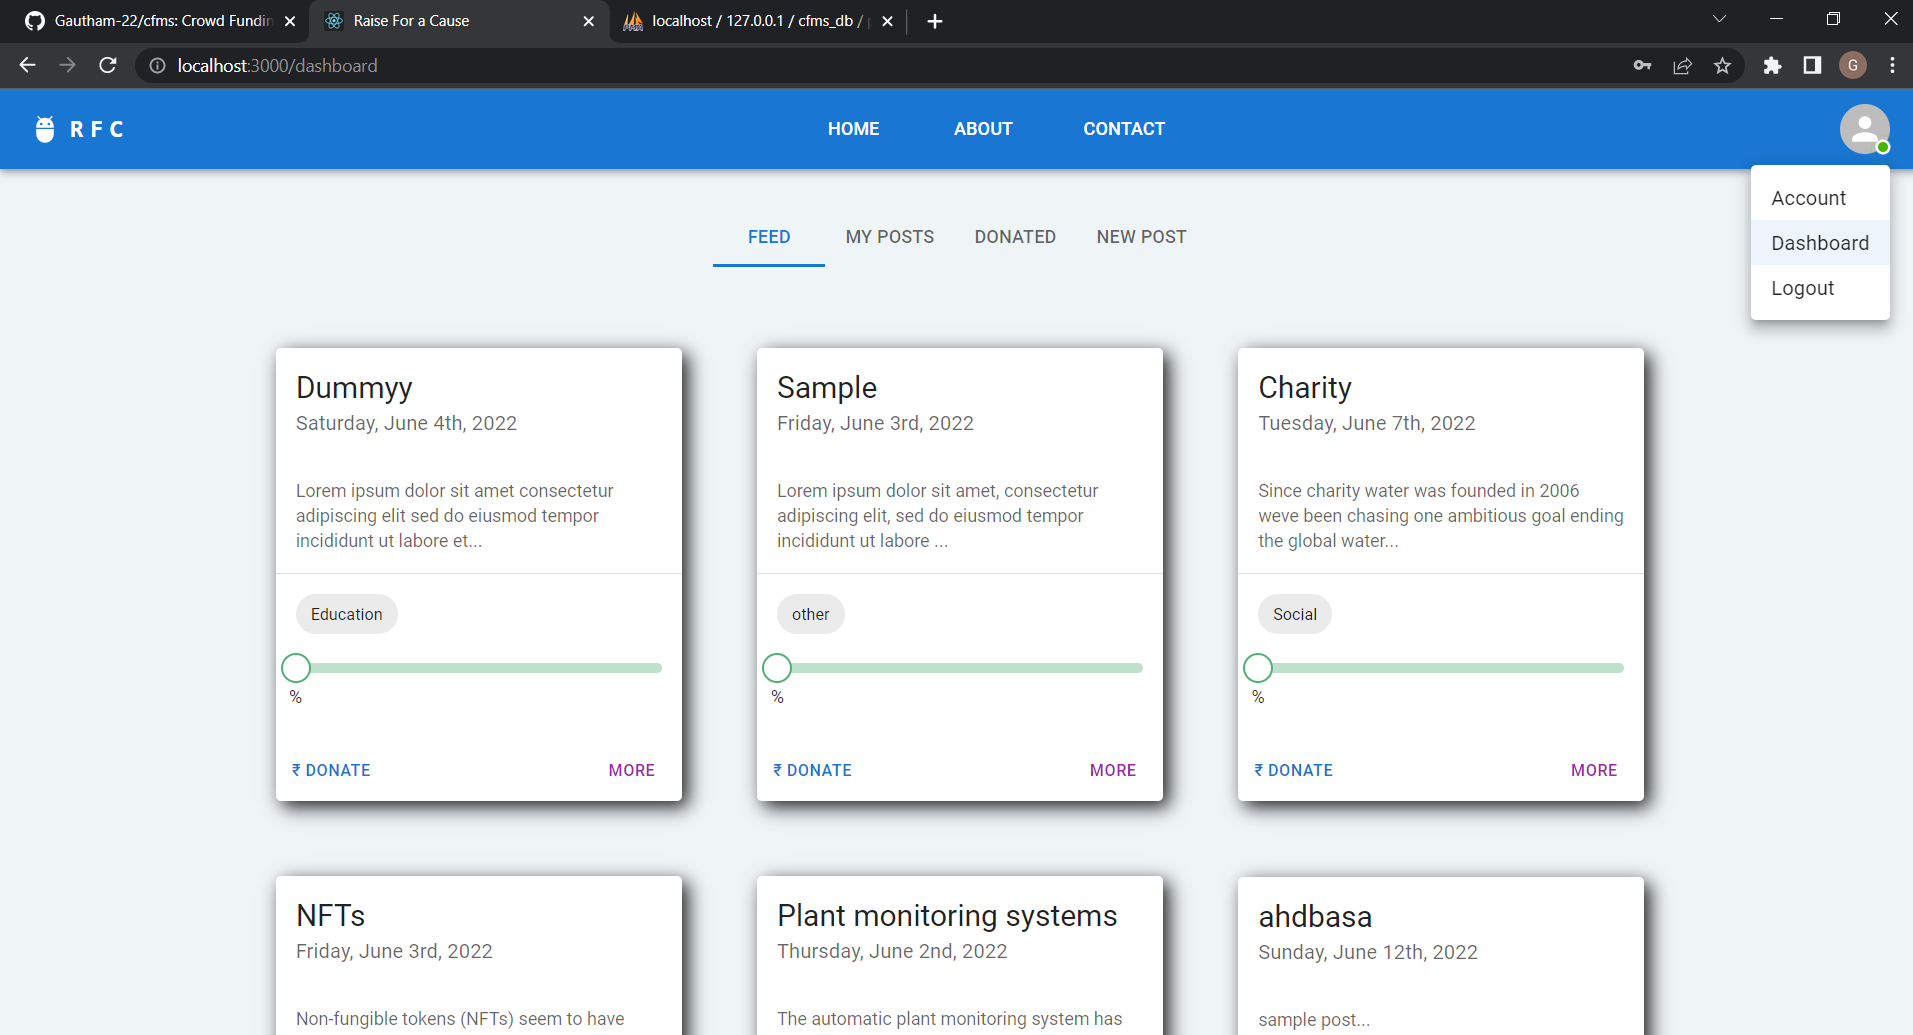 Gautham-22/cfms: Crowd Fundin
Raise For a Cause
localhost / 127.0.0.1 / cfms_db /
localhost:3000/dashboard
G
RFC
HOME
ABOUT
CONTACT
Account
Dashboard
Logout
FEED
MY POSTS
DONATED
NEW POST
Dummyy
Saturday, June 4th, 2022
Lorem ipsum dolor sit amet consectetur
adipiscing elit sed do eiusmod tempor
incididunt ut labore et...
Education
%
₹ DONATE
MORE
Sample
Friday, June 3rd, 2022
Lorem ipsum dolor sit amet, consectetur
adipiscing elit, sed do eiusmod tempor
incididunt ut labore ...
other
%
₹ DONATE
MORE
Charity
Tuesday, June 7th, 2022
Since charity water was founded in 2006
weve been chasing one ambitious goal ending
the global water...
Social
%
₹ DONATE
MORE
NFTs
Friday, June 3rd, 2022
Non-fungible tokens (NFTs) seem to have
Plant monitoring systems
Thursday, June 2nd, 2022
The automatic plant monitoring system has
ahdbasa
Sunday, June 12th, 2022
sample post...